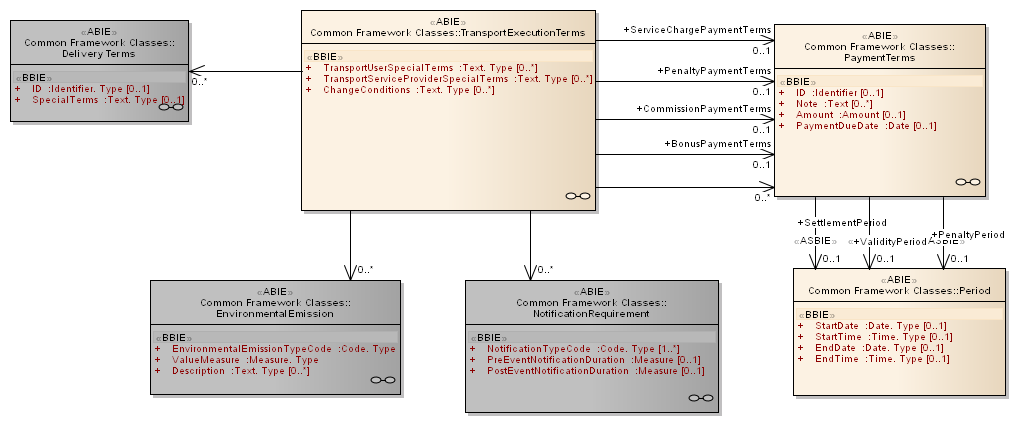 «ABIE»
Common Framework Classes::
Delivery Terms
«BBIE»
+ ID :Identifier. Type [0..1]
+ SpecialTerms :Text. Type [0..1]
0..*
«ABIE»
Common Framework Classes::TransportExecutionTerms
«BBIE»
+ TransportUserSpecialTerms :Text. Type [0..*]
+ TransportServiceProviderSpecialTerms :Text. Type [0..*]
+ ChangeConditions :Text. Type [0..*]
+ServiceChargePaymentTerms
0..1
+PenaltyPaymentTerms
0..1
+CommissionPaymentTerms
0..1
+BonusPaymentTerms
0..1
0..*
«ABIE»
Common Framework Classes::
PaymentTerms
«BBIE»
+ ID :Identifier [0..1]
+ Note :Text [0..*]
+ Amount :Amount [0..1]
+ PaymentDueDate :Date [0..1]
+SettlementPeriod
«ASBIE»
0..1
+ValidityPeriod
0..1
+PenaltyPeriod
ASBIE»
0..1
0..*
0..*
«ABIE»
Common Framework Classes::
EnvironmentalEmission
«BBIE»
+ EnvironmentalEmissionTypeCode :Code. Type
+ ValueMeasure :Measure. Type
+ Description :Text. Type [0..*]
«ABIE»
Common Framework Classes::
NotificationRequirement
«BBIE»
+ NotificationTypeCode :Code. Type [1..*]
+ PreEventNotificationDuration :Measure [0..1]
+ PostEventNotificationDuration :Measure [0..1]
«ABIE»
Common Framework Classes::Period
«BBIE»
+ StartDate :Date. Type [0..1]
+ StartTime :Time. Type [0..1]
+ EndDate :Date. Type [0..1]
+ EndTime :Time. Type [0..1]